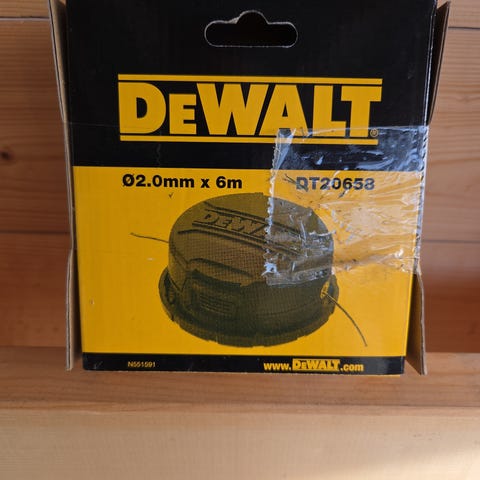 DEWALT®
Ø2.0mm x 6m
DT20658
DEWALT
N551591
www.DEWALT.com